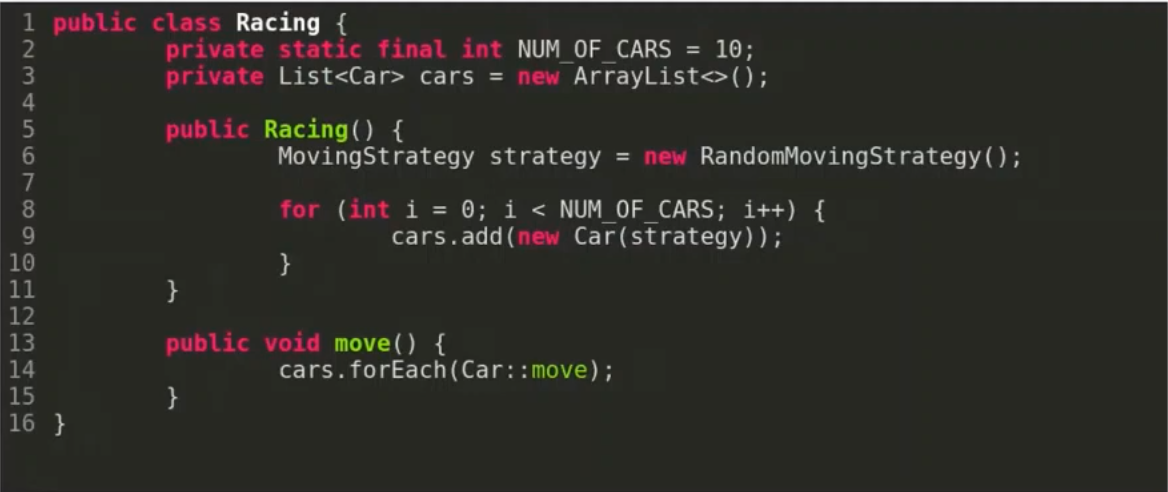 1 public class Racing {
2 private static final int NUM_OF_CARS = 10;
3 private List<Car> cars = new ArrayList<>();
4
5 public Racing() {
6 MovingStrategy strategy = new RandomMovingStrategy();
7
8 for (int i = 0; i < NUM_OF_CARS; i++) {
9 cars.add(new Car(strategy));
10 }
11 }
12
13 public void move() {
14 cars.forEach(Car::move);
15 }
16 }